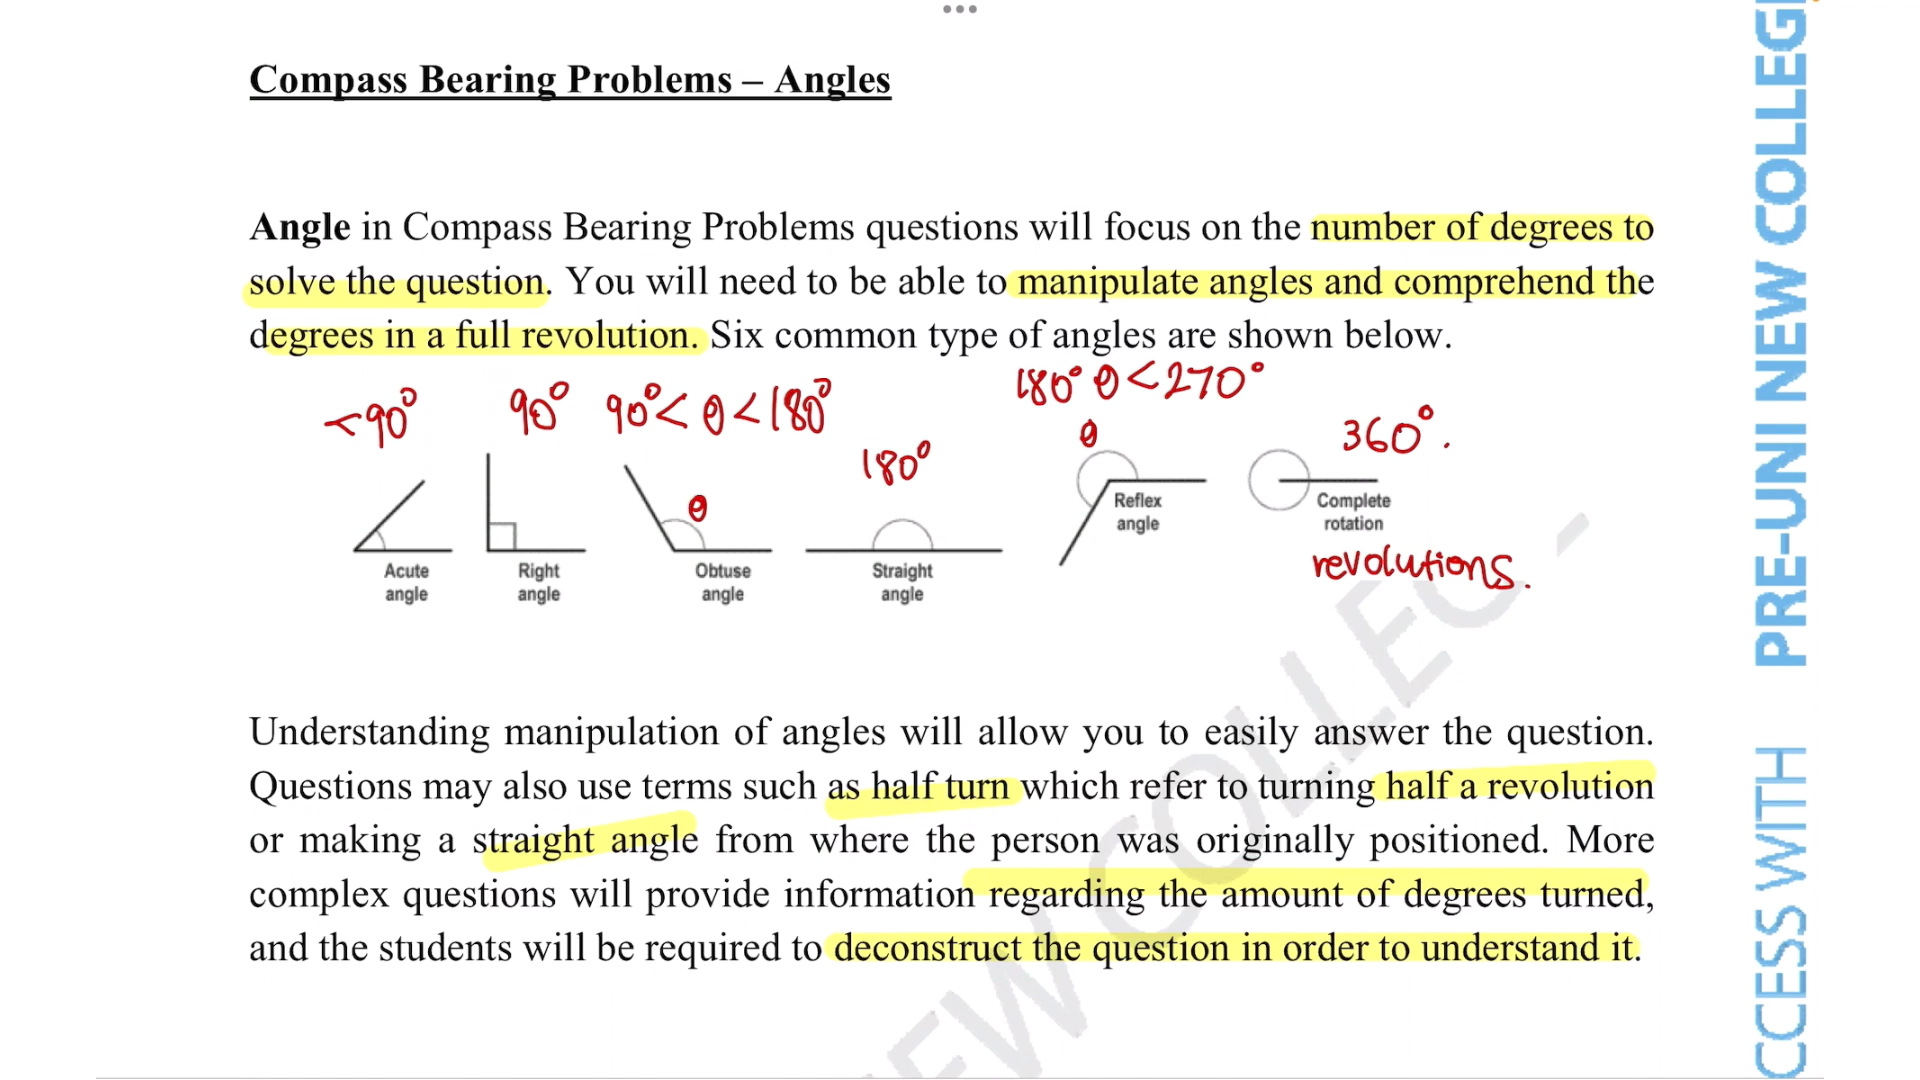 Compass Bearing Problems – Angles
Angle in Compass Bearing Problems questions will focus on the number of degrees to
solve the question. You will need to be able to manipulate angles and comprehend the
degrees in a full revolution. Six common type of angles are shown below.
<90° 90° 90°< θ <180° 180° θ<270°
180° θ 360°.
θ
Acute angle
Right angle
Obtuse angle
Straight angle
Reflex angle
Complete rotation
revolutions.
Understanding manipulation of angles will allow you to easily answer the question.
Questions may also use terms such as half turn which refer to turning half a revolution
or making a straight angle from where the person was originally positioned. More
complex questions will provide information regarding the amount of degrees turned,
and the students will be required to deconstruct the question in order to understand it.
CCESS WITH PRE-UNI NEW COLLEG
EW COLLEG